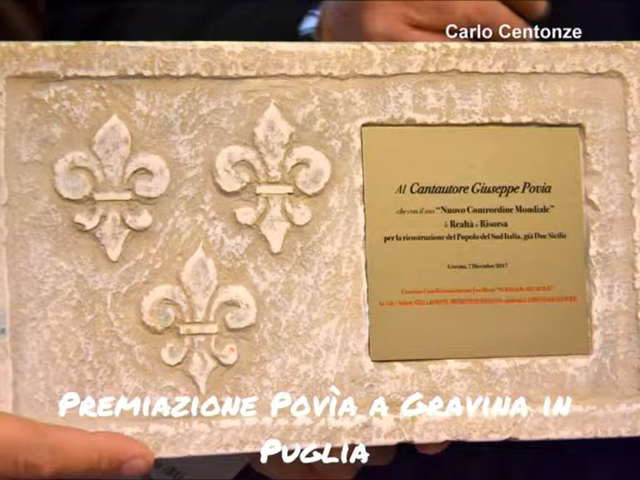 Carlo Centonze
Al Cantautore Giuseppe Povia
che con il suo "Nuovo Contrordine Mondiale"
è Realtà e Risorsa
per la ricostruzione del Popolo del Sud Italia, già Due Sicilie
Gravina, 7 Dicembre 2017
Premiazione Povìa a Gravina in
Puglia